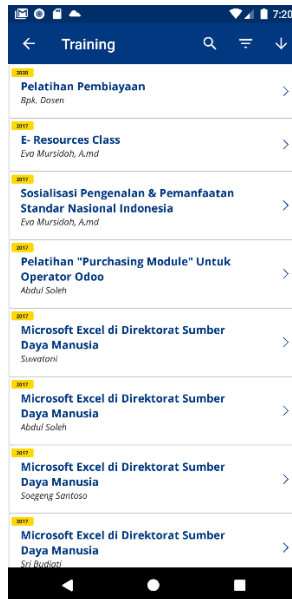 7:20
Training
2020
Pelatihan Pembiayaan
Bpk. Dosen
2017
E- Resources Class
Eva Mursidah, A.md
2017
Sosialisasi Pengenalan & Pemanfaatan
Standar Nasional Indonesia
Eva Mursidah, A.md
2017
Pelatihan "Purchasing Module" Untuk
Operator Odoo
Abdul Soleh
2017
Microsoft Excel di Direktorat Sumber
Daya Manusia
Suwatoni
2017
Microsoft Excel di Direktorat Sumber
Daya Manusia
Abdul Soleh
2017
Microsoft Excel di Direktorat Sumber
Daya Manusia
Soegeng Santoso
2017
Microsoft Excel di Direktorat Sumber
Daya Manusia
Sri Budiati